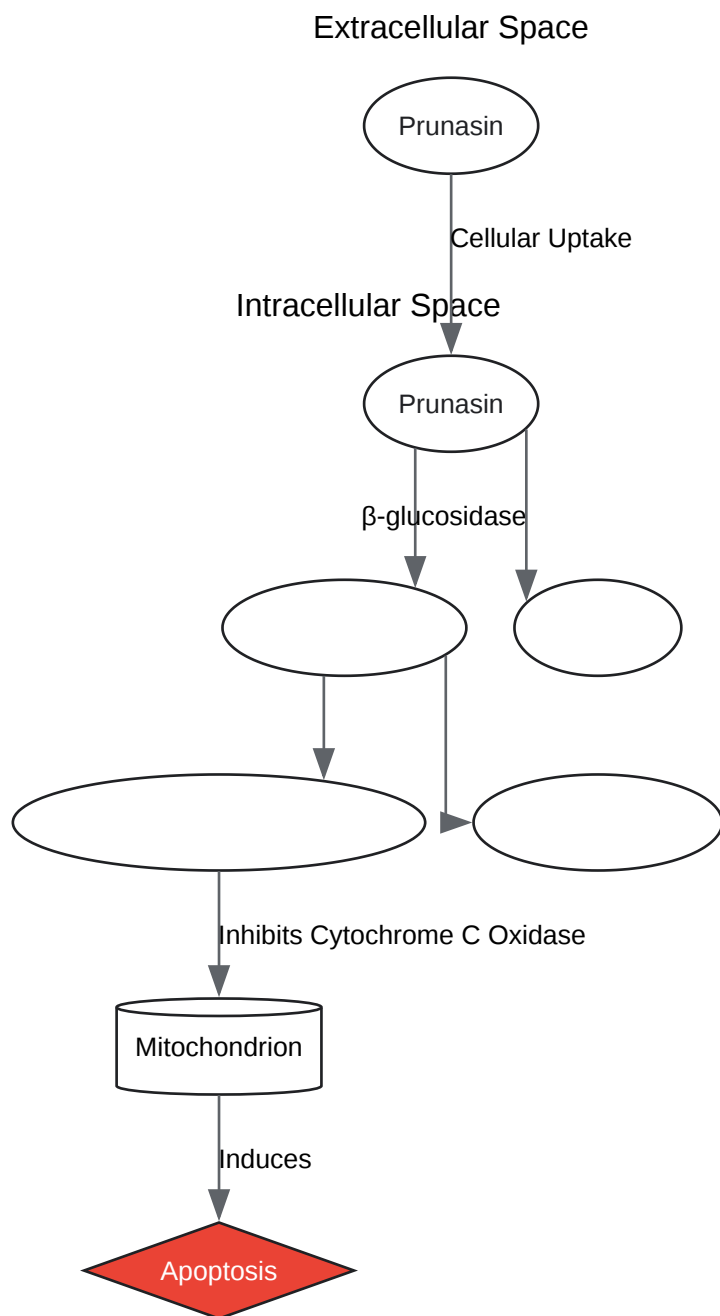 Extracellular Space
Prunasin
Cellular Uptake
Intracellular Space
Prunasin
β-glucosidase
Inhibits Cytochrome C Oxidase
Mitochondrion
Induces
Apoptosis